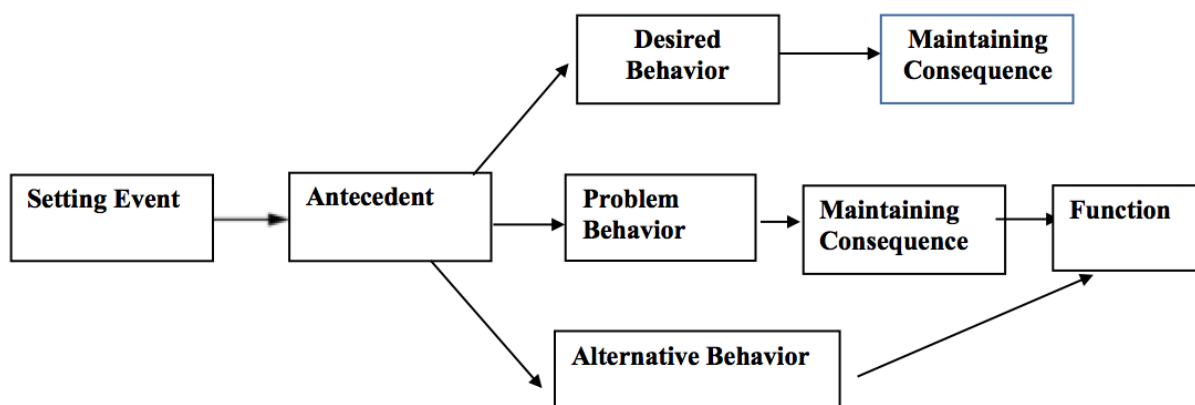 Desired
Behavior
Maintaining
Consequence
Setting Event
Antecedent
Problem
Behavior
Maintaining
Consequence
Function
Alternative Behavior